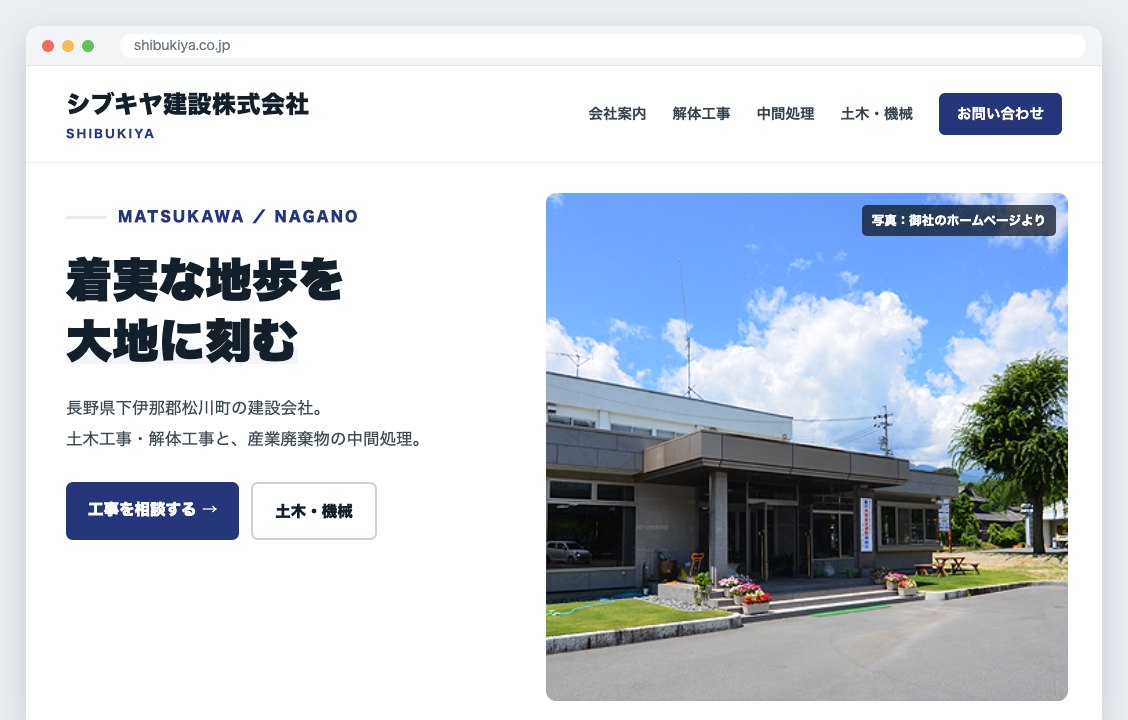 shibukiya.co.jp
シブキヤ建設株式会社
SHIBUKIYA
会社案内 解体工事 中間処理 土木・機械 お問い合わせ
MATSUKAWA ／ NAGANO
写真：御社のホームページより
着実な地歩を
大地に刻む
長野県下伊那郡松川町の建設会社。
土木工事・解体工事と、産業廃棄物の中間処理。
工事を相談する →
土木・機械